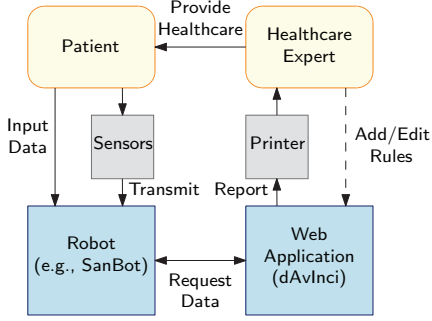 Provide
Healthcare
Patient
Healthcare
Expert
Input
Data
Sensors
Printer
Add/Edit
Rules
Transmit
Report
Robot
(e.g., SanBot)
Web
Application
(dAvInci)
Request
Data